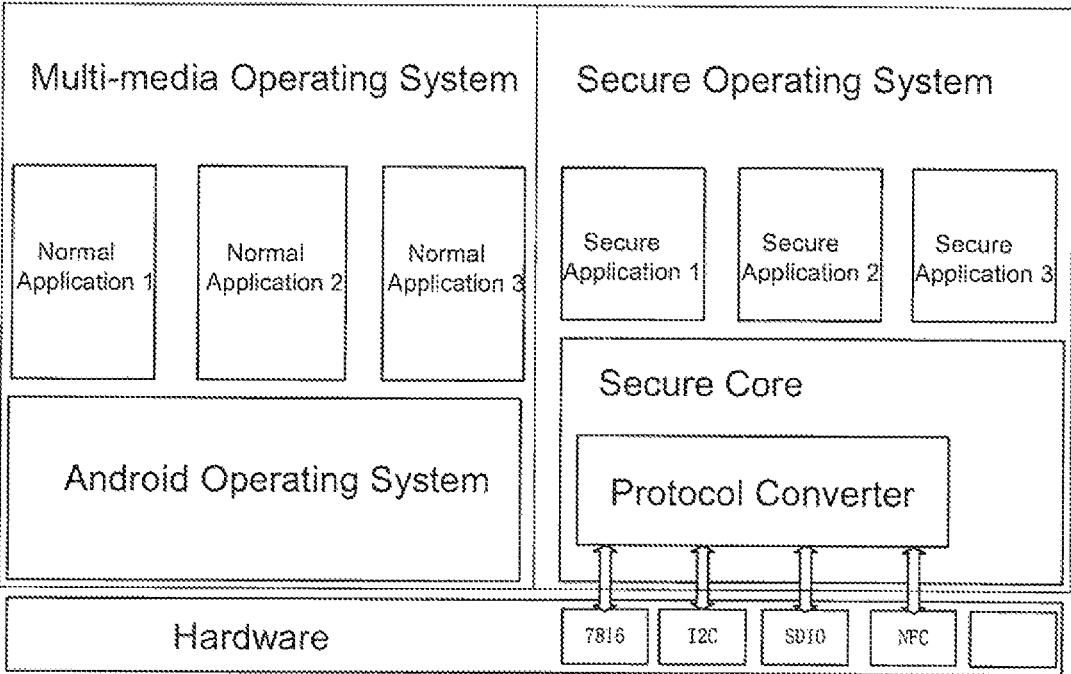 Multi-media Operating System
Secure Operating System
Normal
Application 1
Normal
Application 2
Normal
Application 3
Secure
Application 1
Secure
Application 2
Secure
Application 3
Secure Core
Android Operating System
Protocol Converter
Hardware
7816
I2C
SDIO
NFC